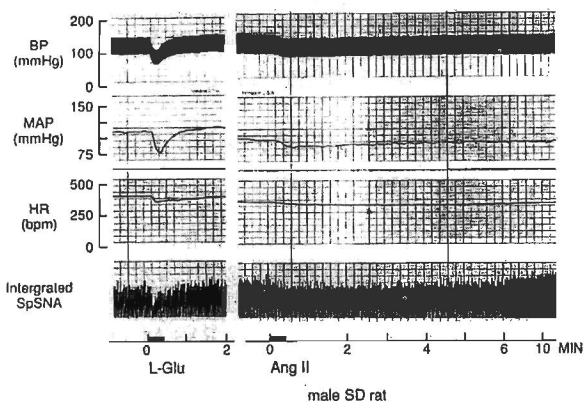 200
BP
(mmHg)
100
0
150
MAP
(mmHg)
75
500
HR
(bpm)
250
0
Intergrated
SpSNA
0 2 0 2 4 6 10 MIN
L-Glu Ang II
male SD rat